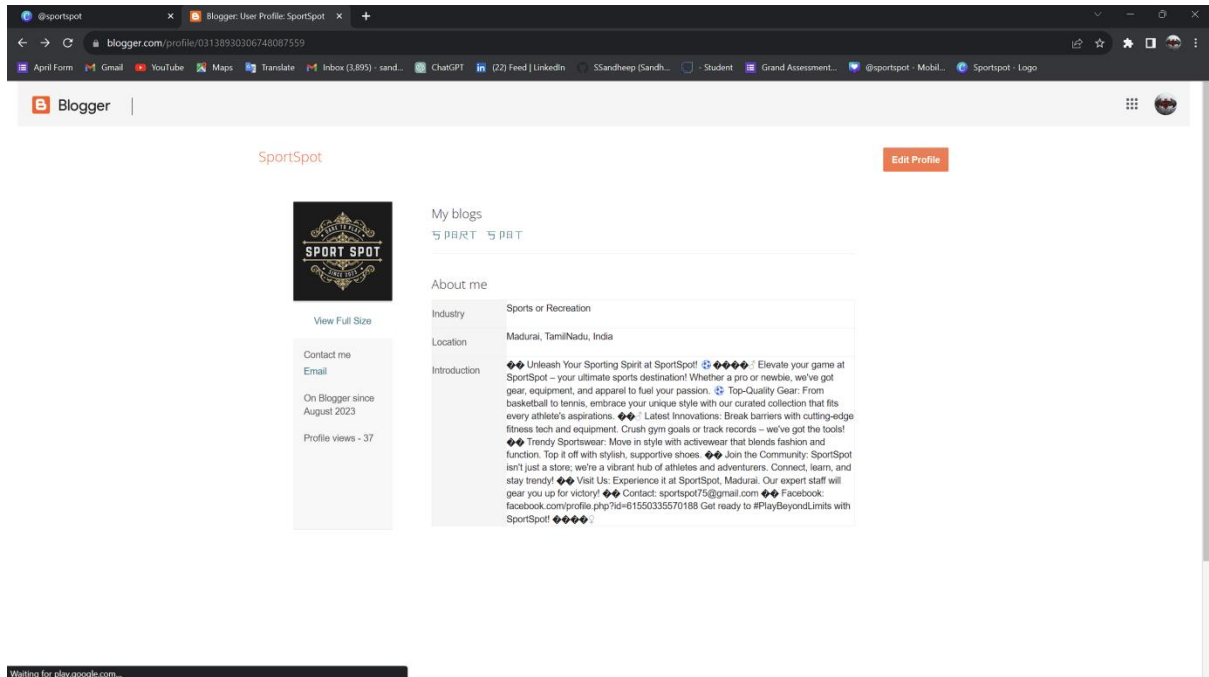 @sportspot
Blogger: User Profile: SportSpot
blogger.com/profile/03138930306748087559
April Form Gmail YouTube Maps Translate Inbox (3,895) - sand... ChatGPT (22) Feed | LinkedIn SSandheep (Sandh... - Student Grand Assessment... @sportspot - Mobil... Sportspot - Logo
Blogger
SportSpot
Edit Profile
DARE TO PLAY
SPORT SPOT
SINCE 2023
View Full Size
Contact me
Email
On Blogger since
August 2023
Profile views - 37
My blogs
SPORT SPOT
About me
Industry Sports or Recreation
Location Madurai, TamilNadu, India
Introduction �� Unleash Your Sporting Spirit at SportSpot! ⚽ ����♂ Elevate your game at
SportSpot – your ultimate sports destination! Whether a pro or newbie, we've got
gear, equipment, and apparel to fuel your passion. ⚽ Top-Quality Gear: From
basketball to tennis, embrace your unique style with our curated collection that fits
every athlete's aspirations. ��♂ Latest Innovations: Break barriers with cutting-edge
fitness tech and equipment. Crush gym goals or track records – we've got the tools!
�� Trendy Sportswear: Move in style with activewear that blends fashion and
function. Top it off with stylish, supportive shoes. �� Join the Community: SportSpot
isn't just a store; we're a vibrant hub of athletes and adventurers. Connect, learn, and
stay trendy! �� Visit Us: Experience it at SportSpot, Madurai. Our expert staff will
gear you up for victory! �� Contact: sportspot75@gmail.com �� Facebook:
facebook.com/profile.php?id=61550335570188 Get ready to #PlayBeyondLimits with
SportSpot! ����♀
Waiting for play.google.com...